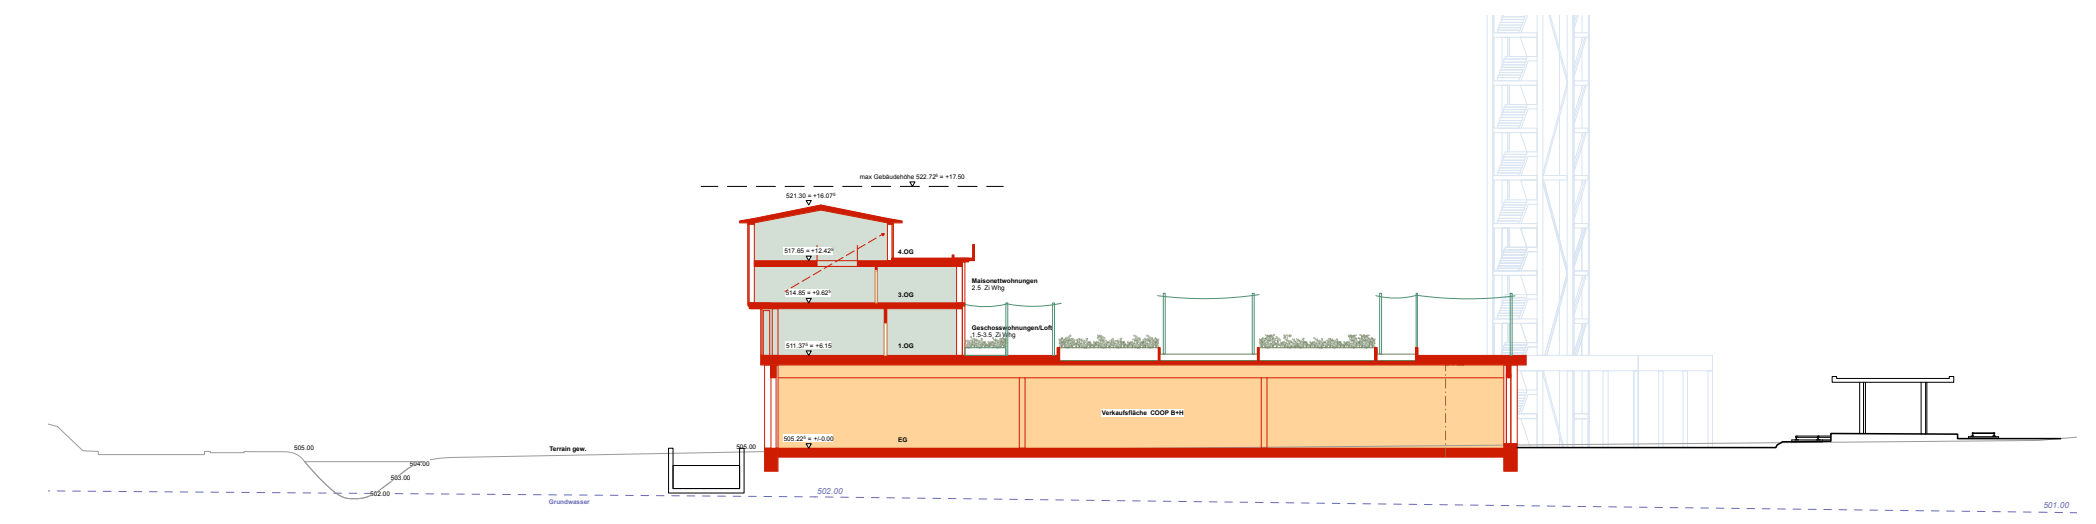 max Gebäudehöhe 522.72⁵ = +17.50
521.30 = +16.07⁵
517.65 = +12.42⁵
4.OG
Maisonettwohnungen
2.5 Zi Whg
514.85 = +9.62⁵
3.OG
Geschosswohnungen/Loft
1.5-3.5 Zi Whg
511.37⁵ = +6.15
1.OG
Verkaufsfläche COOP B+H
505.22⁵ = +/-0.00
EG
505.00
Terrain gew.
505.00
504.00
503.00
502.00
Grundwasser
502.00
501.00